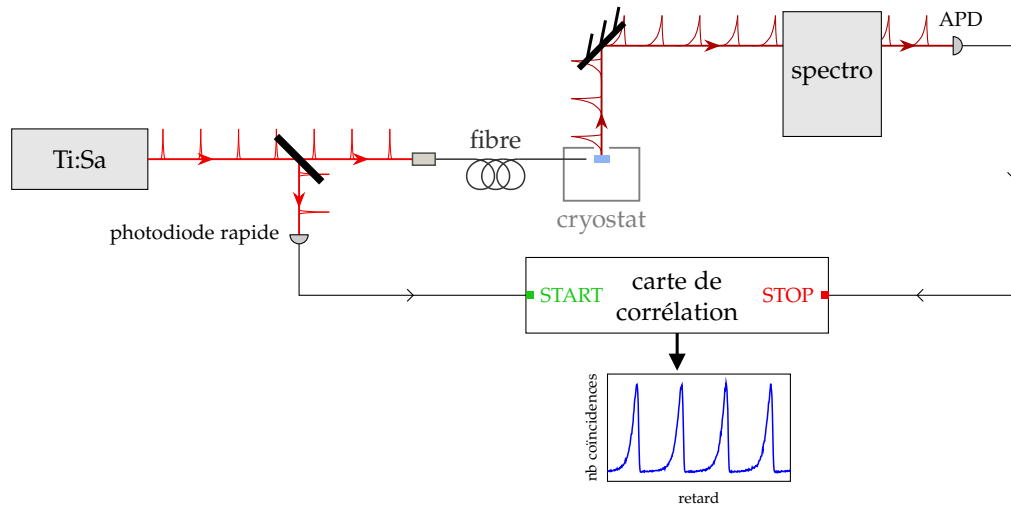 APD
spectro
Ti:Sa
fibre
cryostat
photodiode rapide
START
carte de
corrélation
STOP
nb coïncidences
retard